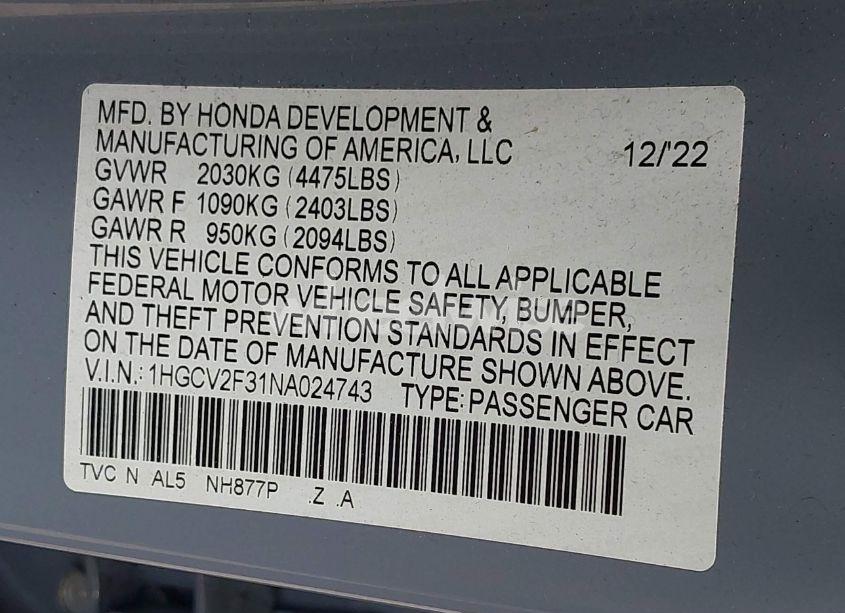 MFD. BY HONDA DEVELOPMENT &
MANUFACTURING OF AMERICA, LLC 12/'22
GVWR 2030KG (4475LBS)
GAWR F 1090KG (2403LBS)
GAWR R 950KG (2094LBS)
THIS VEHICLE CONFORMS TO ALL APPLICABLE
FEDERAL MOTOR VEHICLE SAFETY, BUMPER,
AND THEFT PREVENTION STANDARDS IN EFFECT
ON THE DATE OF MANUFACTURE SHOWN ABOVE.
V.I.N.: 1HGCV2F31NA024743 TYPE: PASSENGER CAR
TVC N AL5 NH877P .Z .A